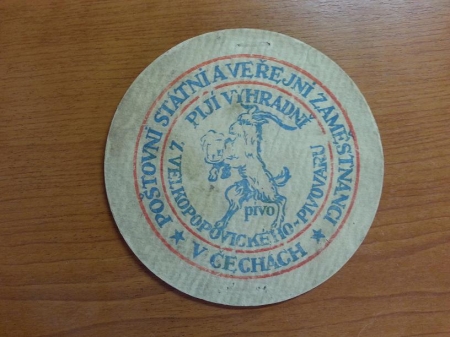 POŠTOVNÍ STÁTNÍ A VEŘEJNÍ ZAMĚSTNANCI
★ V ČECHÁCH ★
PIJÍ VÝHRADNĚ
pivo
Z VELKOPOPOVICKÉHO-PIVOVARU